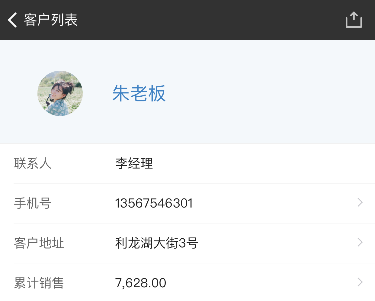 客户列表
朱老板
联系人 李经理
手机号 13567546301
客户地址 利龙湖大街3号
累计销售 7,628.00